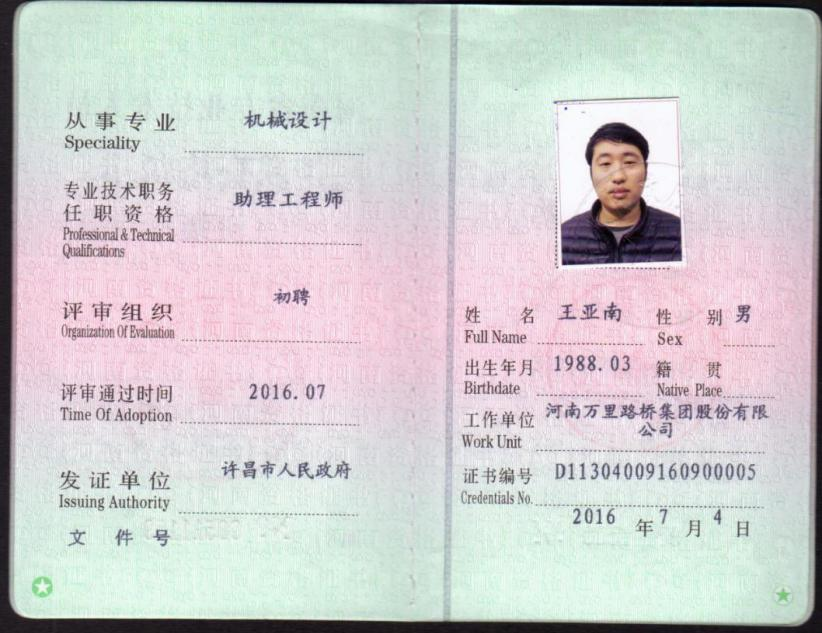 从事专业 机械设计
Speciality
专业技术职务 助理工程师
任职资格
Professional & Technical
Qualifications
初聘
评审组织
Organization Of Evaluation
评审通过时间 2016.07
Time Of Adoption
发证单位 许昌市人民政府
Issuing Authority
文件号
姓名 王亚南 性别 男
Full Name Sex
出生年月 1988.03 籍贯
Birthdate Native Place
工作单位 河南万里路桥集团股份有限
公司
Work Unit
证书编号 D11304009160900005
Credentials No.
2016 年 7 月 4 日